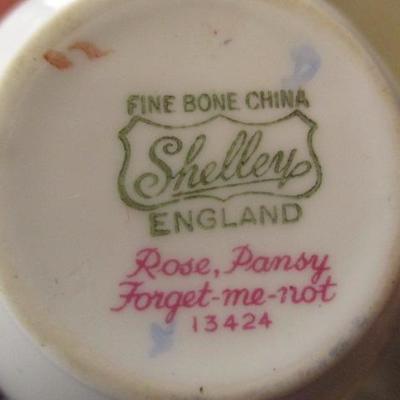 FINE BONE CHINA
Shelley
ENGLAND
Rose, Pansy
Forget-me-not
13424